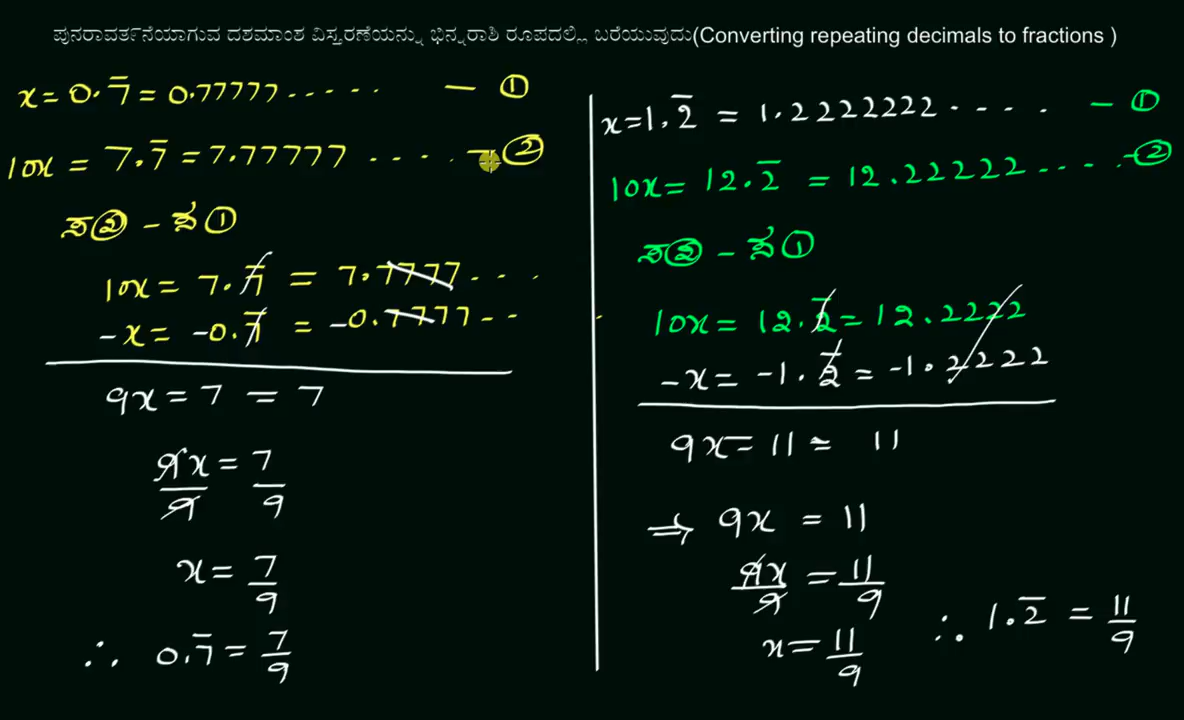 ಪುನರಾವರ್ತನೆಯಾಗುವ ದಶಮಾಂಶ ವಿಸ್ತರಣೆಯನ್ನು ಭಿನ್ನರಾಶಿ ರೂಪದಲ್ಲಿ ಬರೆಯುವುದು(Converting repeating decimals to fractions )
x = 0.7̅ = 0.77777..... — ①
10x = 7.7̅ = 7.77777 .... — ②
ಸ② - ಸ①
10x = 7.7̅ = 7.7777...
-x = -0.7̅ = -0.7777--
9x = 7 = 7
9x/9 = 7/9
x = 7/9
∴ 0.7̅ = 7/9
x = 1.2̅ = 1.2222222 .... — ①
10x = 12.2̅ = 12.22222 .... — ②
ಸ② - ಸ①
10x = 12.2̅ = 12.2222
-x = -1.2̅ = -1.2222
9x = 11 = 11
⇒ 9x = 11
9x/9 = 11/9
x = 11/9
∴ 1.2̅ = 11/9